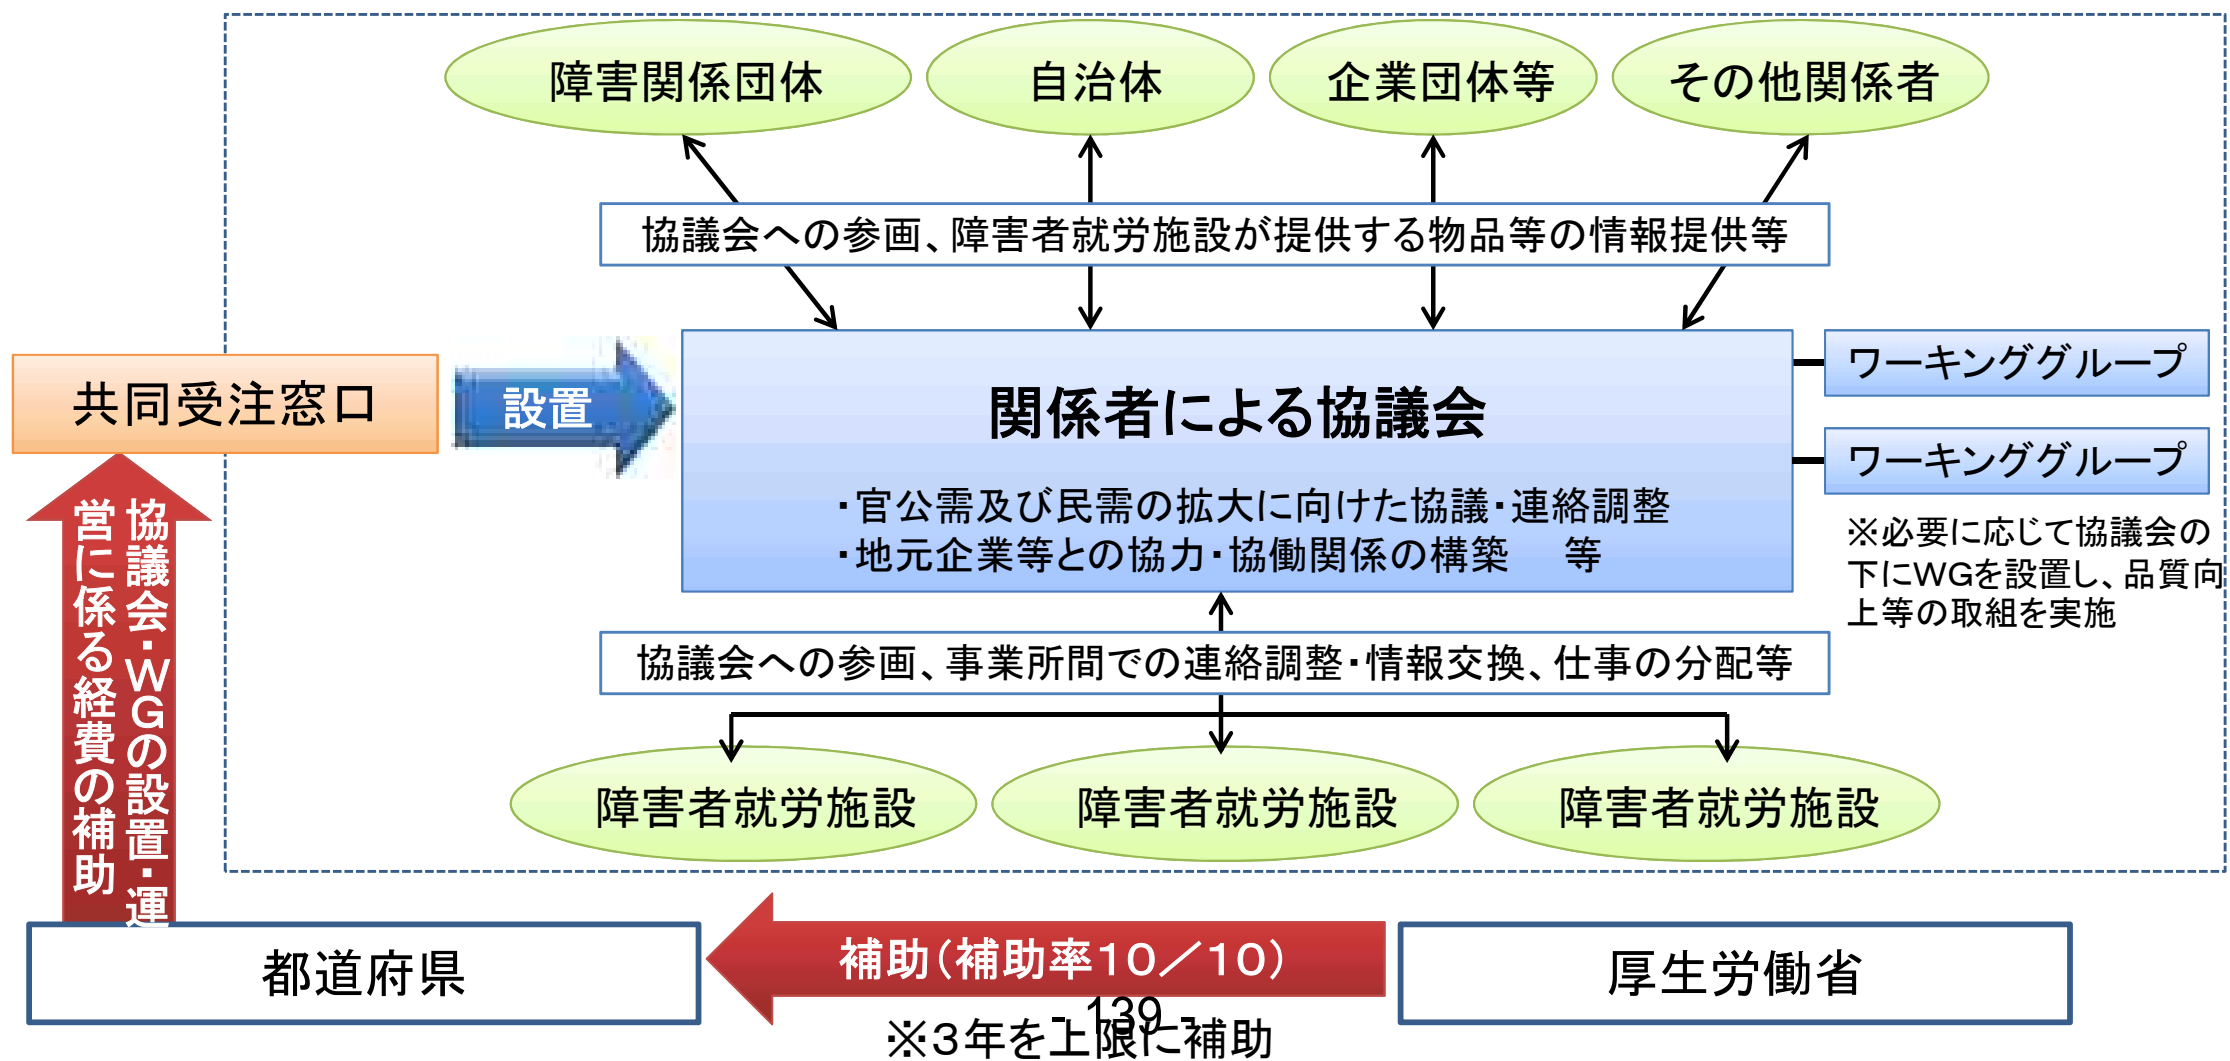 障害関係団体
自治体
企業団体等
その他関係者
協議会への参画、障害者就労施設が提供する物品等の情報提供等
共同受注窓口
設置
関係者による協議会
・官公需及び民需の拡大に向けた協議・連絡調整
・地元企業等との協力・協働関係の構築　等
ワーキンググループ
ワーキンググループ
※必要に応じて協議会の
下にWGを設置し、品質向
上等の取組を実施
協議会・WGの設置・運
営に係る経費の補助
協議会への参画、事業所間での連絡調整・情報交換、仕事の分配等
障害者就労施設
障害者就労施設
障害者就労施設
都道府県
補助（補助率１０／１０）
厚生労働省
- 139 -
※３年を上限に補助